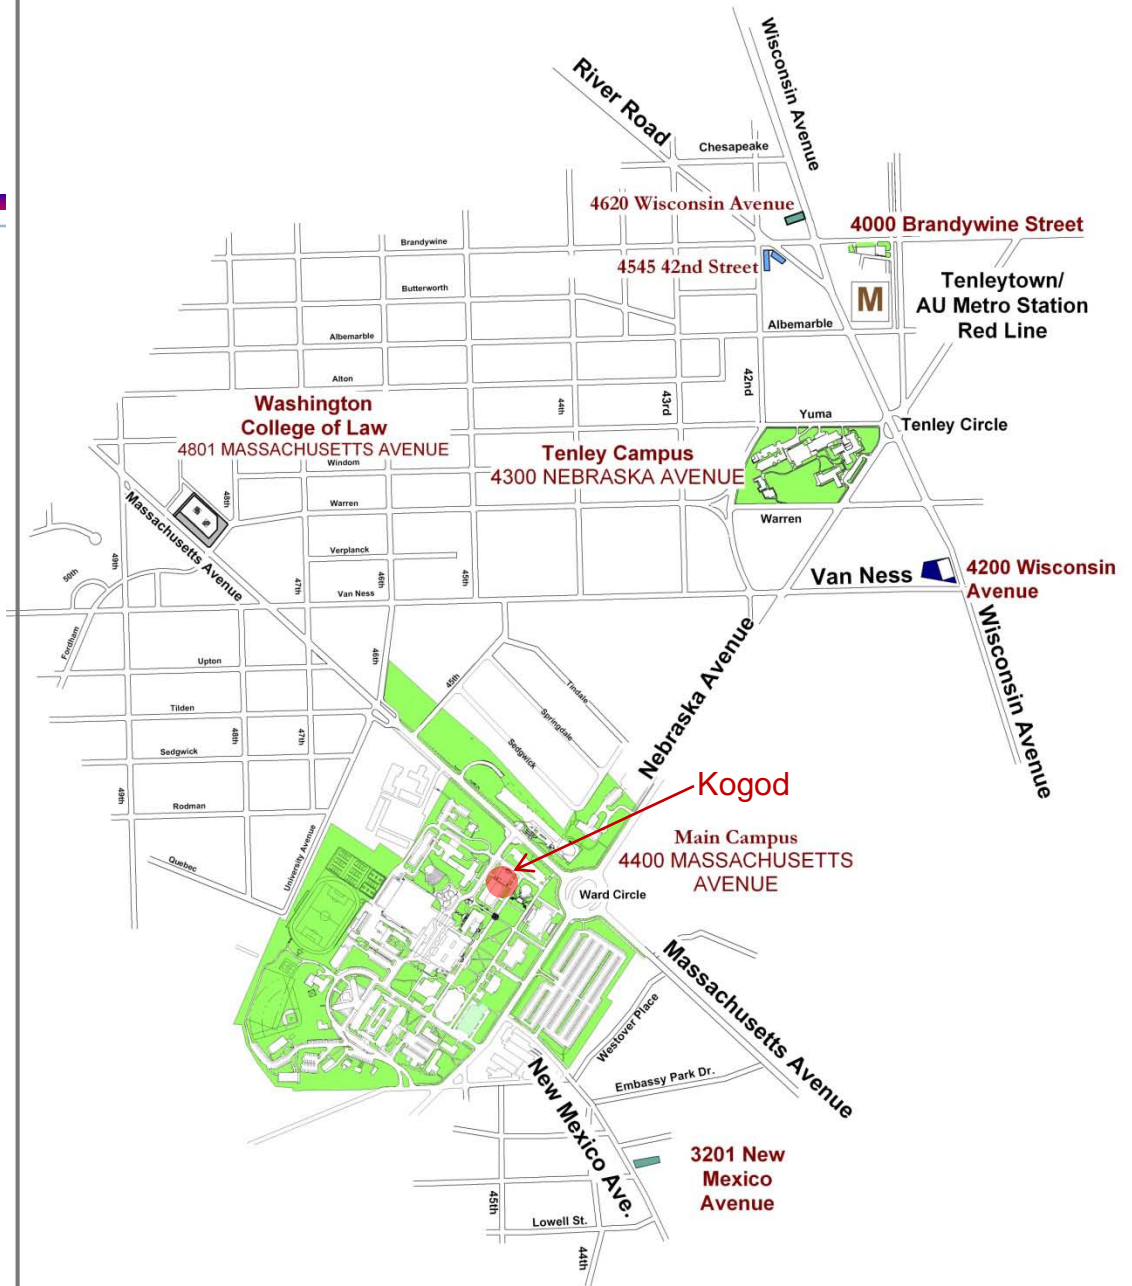 Wisconsin Avenue
River Road
Chesapeake
4620 Wisconsin Avenue
4000 Brandywine Street
Brandywine
4545 42nd Street
Tenleytown/
AU Metro Station
Red Line
M
Butterworth
Albemarble
Albemarble
Alton
42nd
43rd
44th
Washington
College of Law
4801 MASSACHUSETTS AVENUE
Yuma
Tenley Circle
Tenley Campus
4300 NEBRASKA AVENUE
Windom
48th
Warren
Warren
Massachusetts Avenue
Verplanck
49th
50th
47th
46th
45th
Van Ness
Van Ness
4200 Wisconsin
Avenue
Fordham
Wisconsin Avenue
Upton
46th
45th
Tindale
Springdale
Sedgwick
Nebraska Avenue
Tilden
48th
47th
Sedgwick
49th
Rodman
Kogod
Main Campus
4400 MASSACHUSETTS
AVENUE
University Avenue
Quebec
Ward Circle
Massachusetts Avenue
Westover Place
Embassy Park Dr.
New Mexico Ave.
3201 New
Mexico
Avenue
45th
Lowell St.
44th